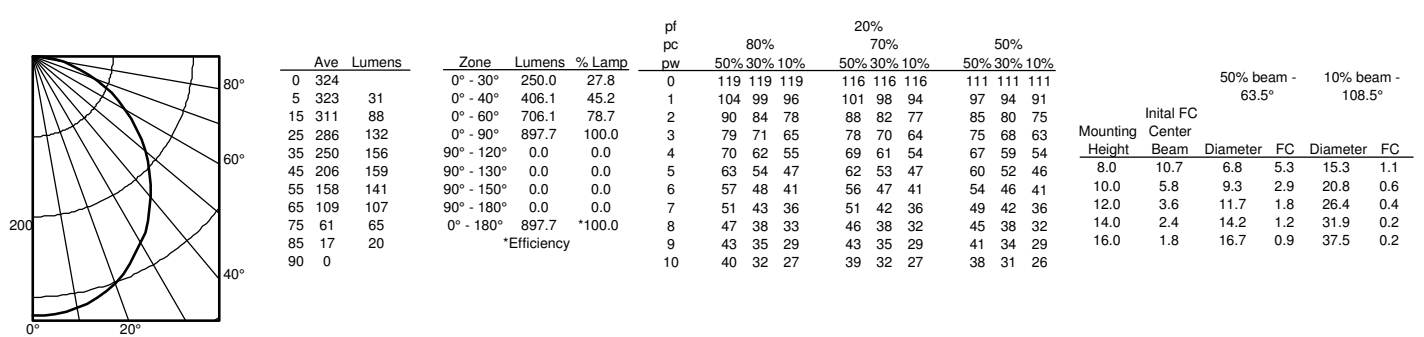 200
0°
20°
40°
60°
80°
Ave Lumens
0 324
5 323 31
15 311 88
25 286 132
35 250 156
45 206 159
55 158 141
65 109 107
75 61 65
85 17 20
90 0
Zone Lumens % Lamp
0° - 30° 250.0 27.8
0° - 40° 406.1 45.2
0° - 60° 706.1 78.7
0° - 90° 897.7 100.0
90° - 120° 0.0 0.0
90° - 130° 0.0 0.0
90° - 150° 0.0 0.0
90° - 180° 0.0 0.0
0° - 180° 897.7 *100.0
*Efficiency
pf 20%
pc 80% 70% 50%
pw 50% 30% 10% 50% 30% 10% 50% 30% 10%
0 119 119 119 116 116 116 111 111 111
1 104 99 96 101 98 94 97 94 91
2 90 84 78 88 82 77 85 80 75
3 79 71 65 78 70 64 75 68 63
4 70 62 55 69 61 54 67 59 54
5 63 54 47 62 53 47 60 52 46
6 57 48 41 56 47 41 54 46 41
7 51 43 36 51 42 36 49 42 36
8 47 38 33 46 38 32 45 38 32
9 43 35 29 43 35 29 41 34 29
10 40 32 27 39 32 27 38 31 26
50% beam - 10% beam -
63.5° 108.5°
Inital FC
Mounting Center
Height Beam Diameter FC Diameter FC
8.0 10.7 6.8 5.3 15.3 1.1
10.0 5.8 9.3 2.9 20.8 0.6
12.0 3.6 11.7 1.8 26.4 0.4
14.0 2.4 14.2 1.2 31.9 0.2
16.0 1.8 16.7 0.9 37.5 0.2